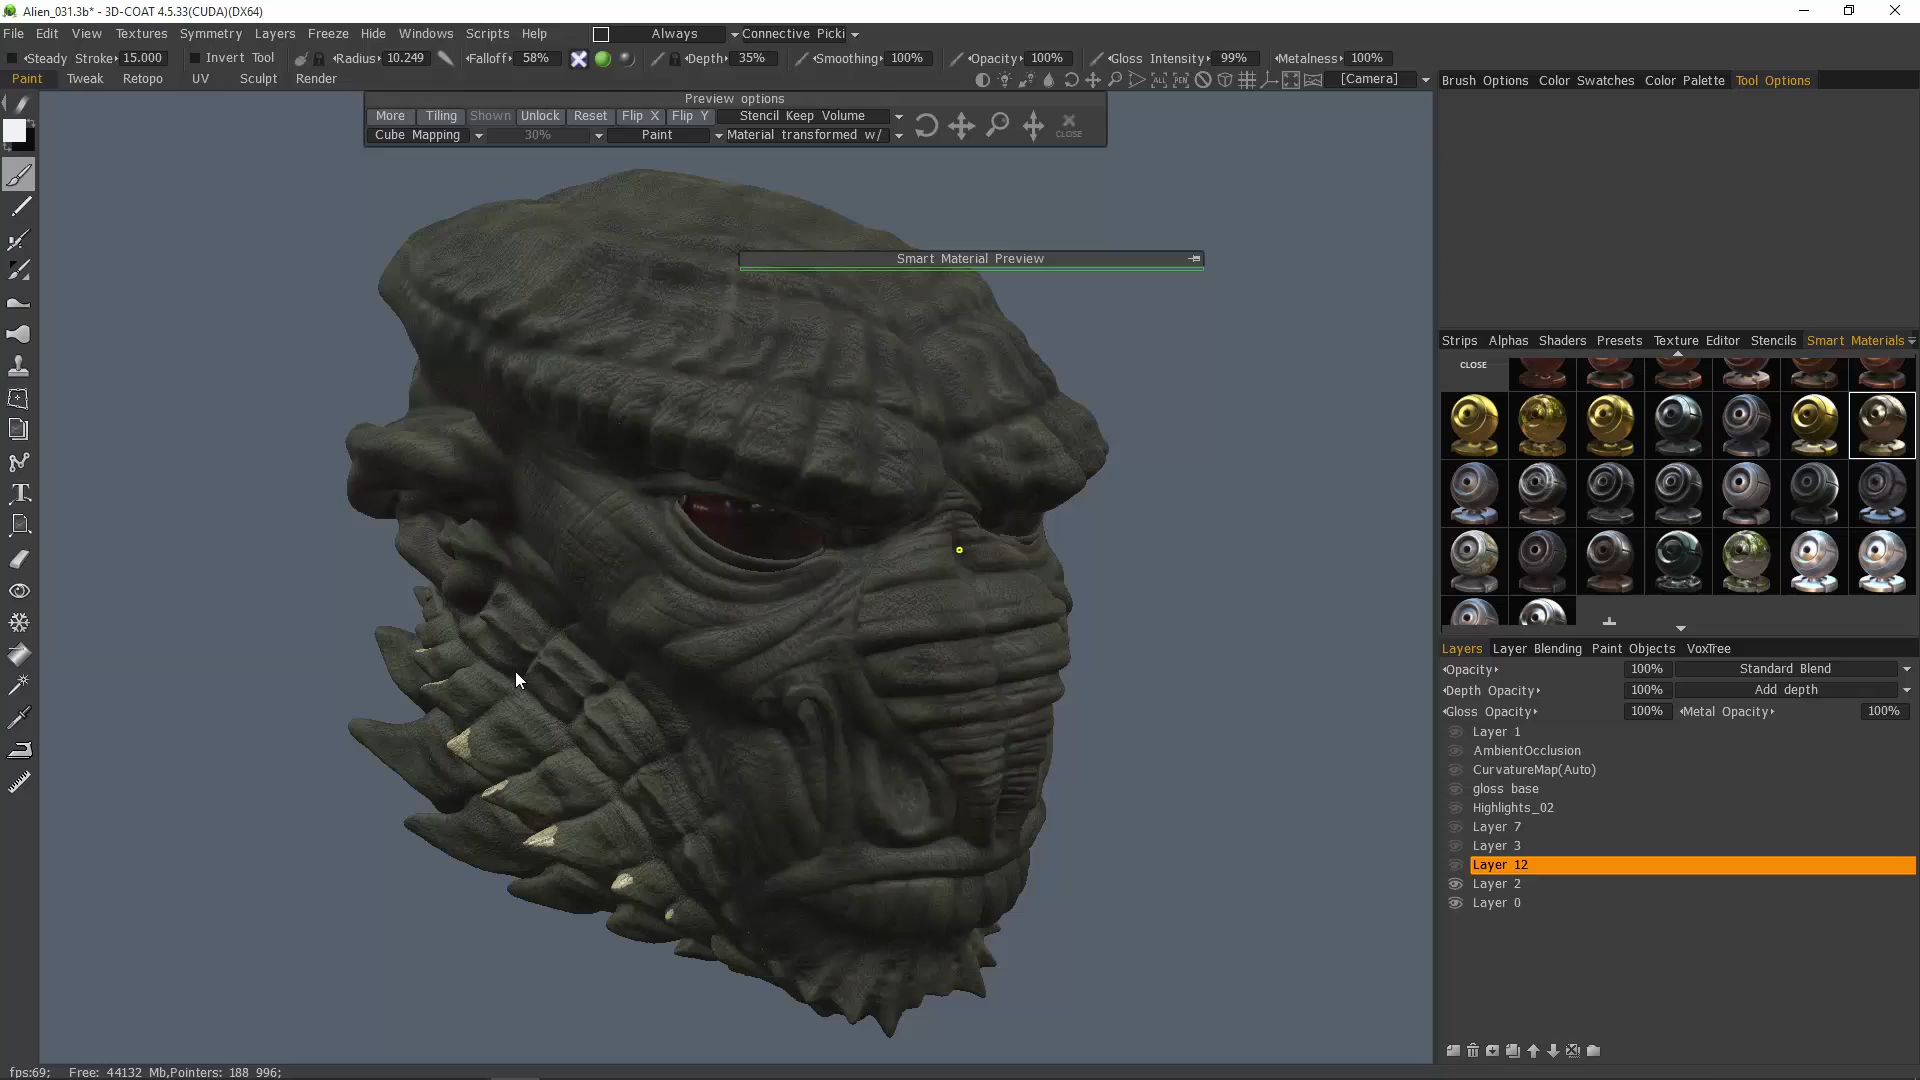 Alien_031.3b* - 3D-COAT 4.5.33(CUDA)(DX64)
File Edit View Textures Symmetry Layers Freeze Hide Windows Scripts Help Always Connective Picki
Steady Stroke 15.000 Invert Tool Radius 10.249 Falloff 58% Depth 35% Smoothing 100% Opacity 100% Gloss Intensity 99% Metalness 100%
Paint Tweak Retopo UV Sculpt Render ALL PEN [Camera] Brush Options Color Swatches Color Palette Tool Options
Preview options
More Tiling Shown Unlock Reset Flip X Flip Y Stencil Keep Volume
Cube Mapping 30% Paint Material transformed w/ CLOSE
Smart Material Preview
Strips Alphas Shaders Presets Texture Editor Stencils Smart Materials
CLOSE
Layers Layer Blending Paint Objects VoxTree
Opacity 100% Standard Blend
Depth Opacity 100% Add depth
Gloss Opacity 100% Metal Opacity 100%
Layer 1
AmbientOcclusion
CurvatureMap(Auto)
gloss base
Highlights_02
Layer 7
Layer 3
Layer 12
Layer 2
Layer 0
fps:69; Free: 44132 Mb,Pointers: 188 996;